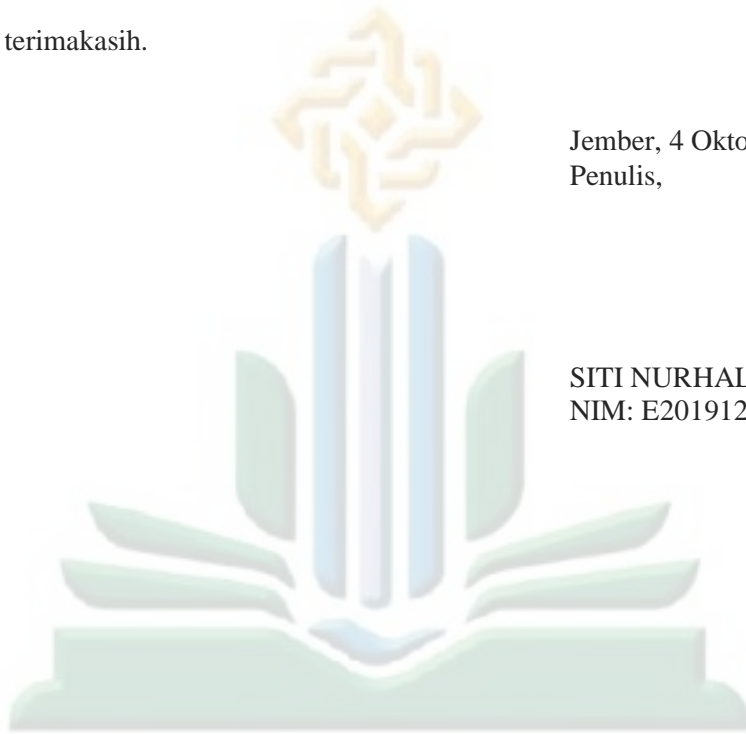 terimakasih.
Jember, 4 Okto
Penulis,
SITI NURHAL
NIM: E201912